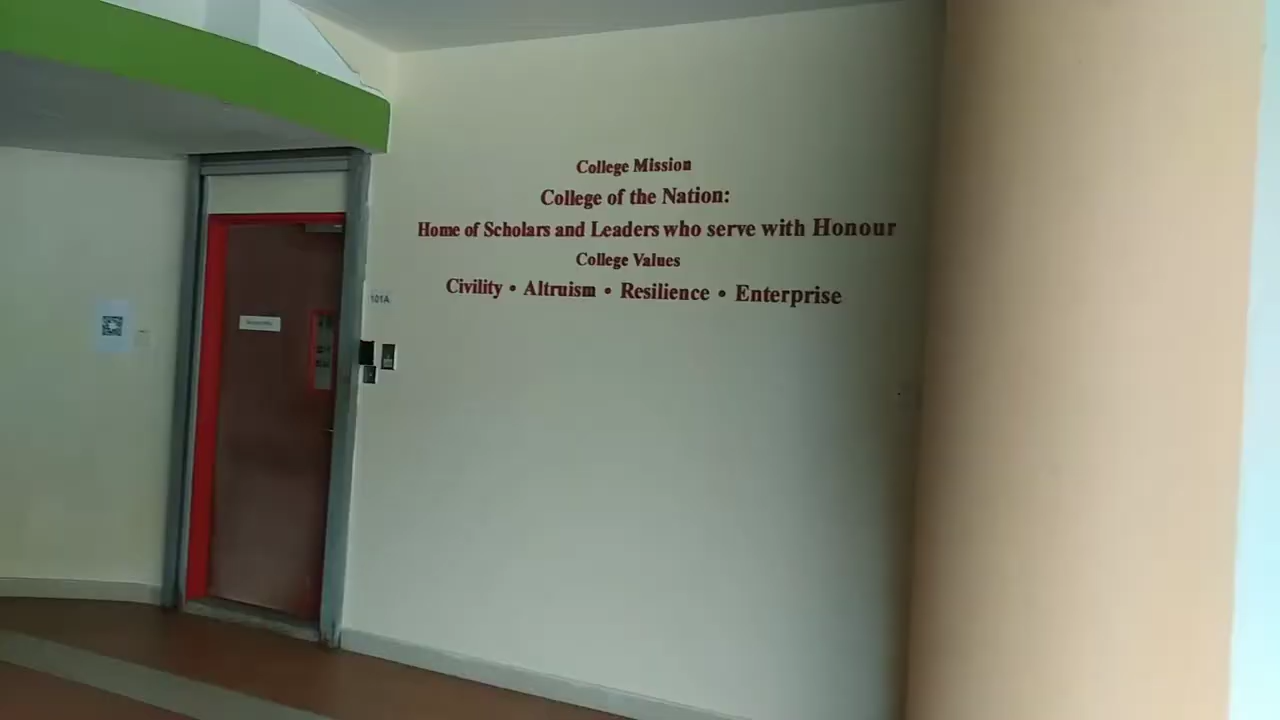 College Mission
College of the Nation:
Home of Scholars and Leaders who serve with Honour
College Values
Civility • Altruism • Resilience • Enterprise
101A